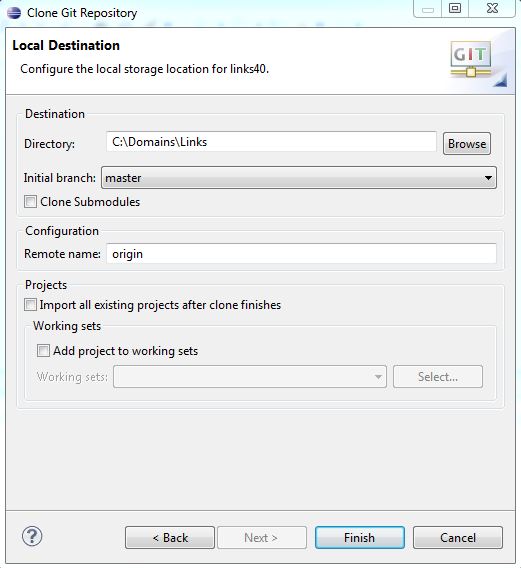 Clone Git Repository
Local Destination
Configure the local storage location for links40.
GIT
Destination
Directory: C:\Domains\Links Browse
Initial branch: master
Clone Submodules
Configuration
Remote name: origin
Projects
Import all existing projects after clone finishes
Working sets
Add project to working sets
Working sets: Select...
? < Back Next > Finish Cancel